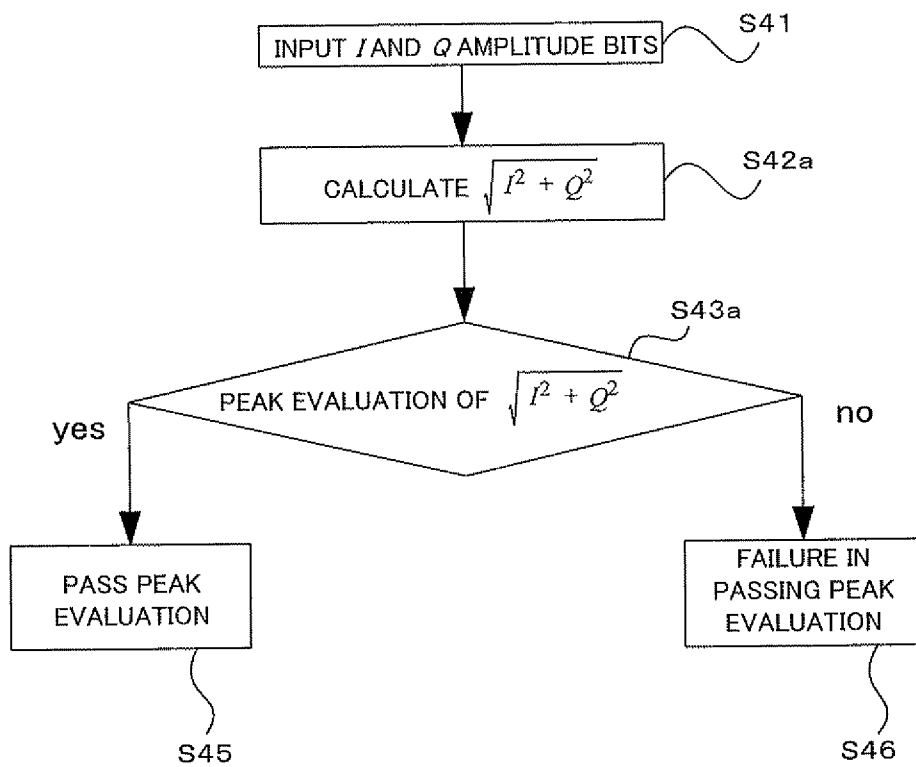 INPUT I AND Q AMPLITUDE BITS
S41
CALCULATE √(I² + Q²)
S42a
S43a
PEAK EVALUATION OF √(I² + Q²)
yes
no
PASS PEAK
EVALUATION
FAILURE IN
PASSING PEAK
EVALUATION
S45
S46